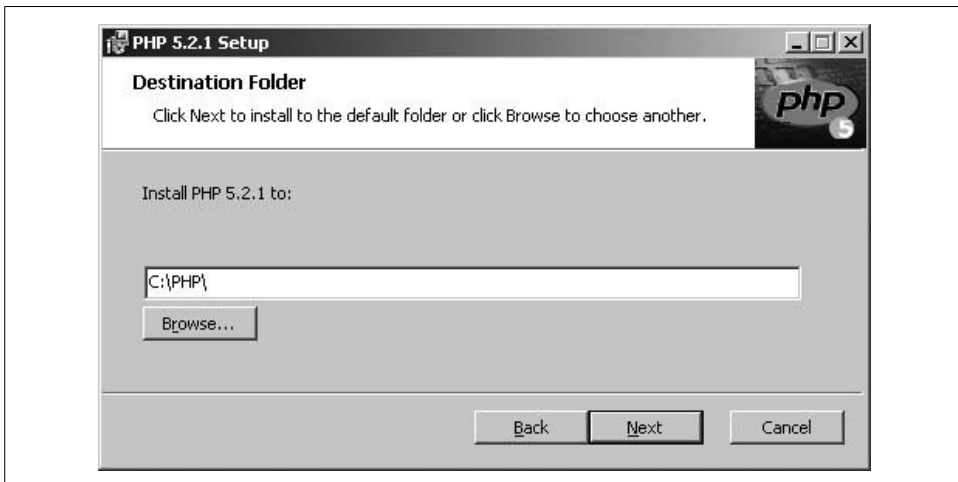 PHP 5.2.1 Setup
Destination Folder
Click Next to install to the default folder or click Browse to choose another.
php
5
Install PHP 5.2.1 to:
C:\PHP\
Browse...
Back
Next
Cancel